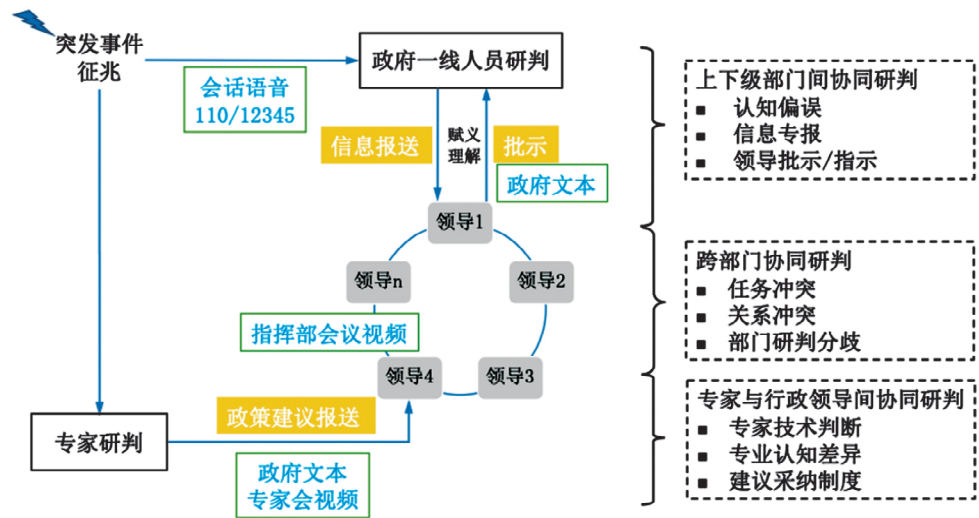 突发事件
征兆
会话语音
110/12345
政府一线人员研判
信息报送
赋义
理解
批示
政府文本
领导1
领导n
领导2
指挥部会议视频
领导4
领导3
政策建议报送
专家研判
政府文本
专家会视频
上下级部门间协同研判
■ 认知偏误
■ 信息专报
■ 领导批示/指示
跨部门协同研判
■ 任务冲突
■ 关系冲突
■ 部门研判分歧
专家与行政领导间协同研判
■ 专家技术判断
■ 专业认知差异
■ 建议采纳制度